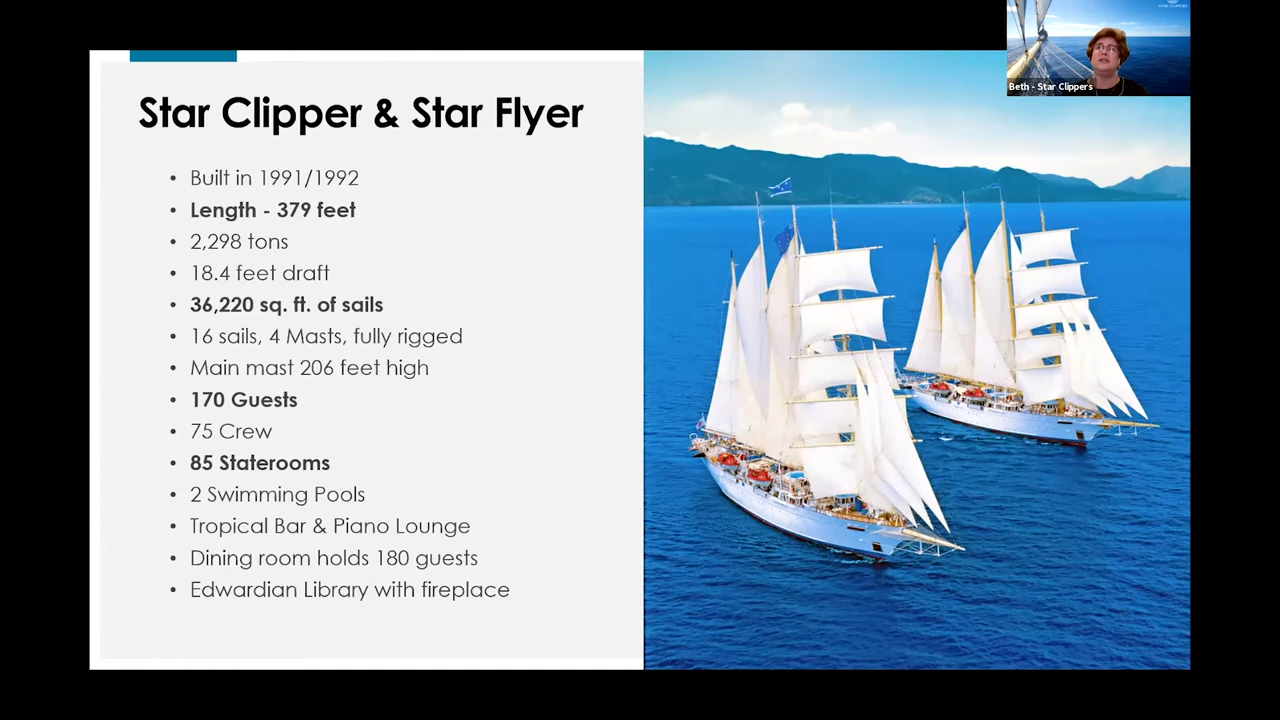 Star Clipper & Star Flyer
• Built in 1991/1992
• Length - 379 feet
• 2,298 tons
• 18.4 feet draft
• 36,220 sq. ft. of sails
• 16 sails, 4 Masts, fully rigged
• Main mast 206 feet high
• 170 Guests
• 75 Crew
• 85 Staterooms
• 2 Swimming Pools
• Tropical Bar & Piano Lounge
• Dining room holds 180 guests
• Edwardian Library with fireplace
STAR CLIPPERS
Beth - Star Clippers